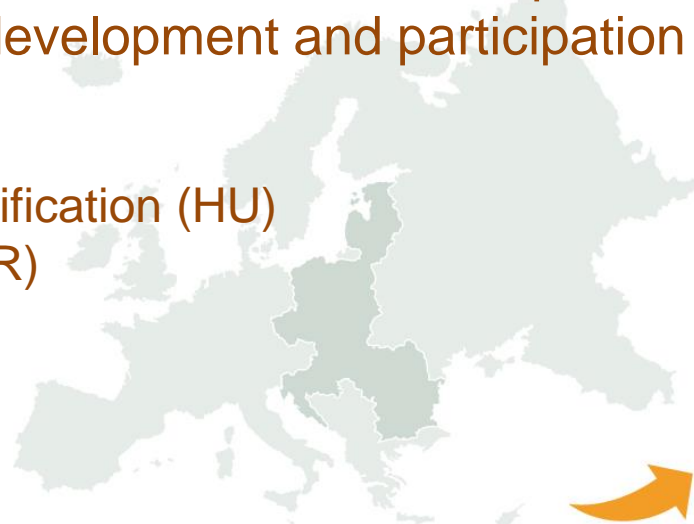 development and participation
ification (HU)
R)